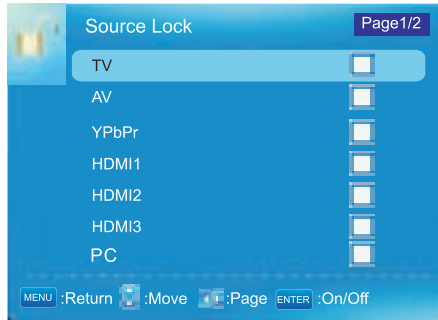 Source Lock Page1/2
TV
AV
YPbPr
HDMI1
HDMI2
HDMI3
PC
MENU :Return :Move :Page ENTER :On/Off